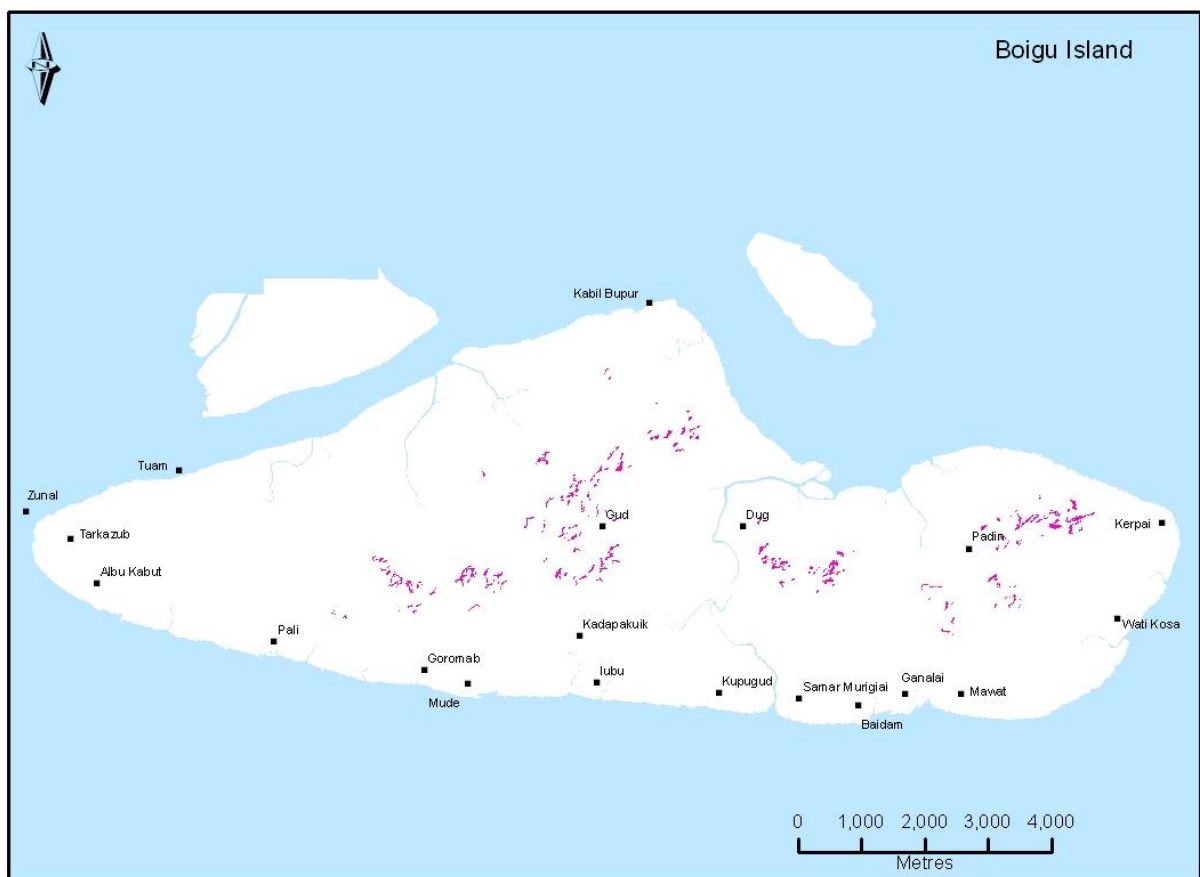 Boigu Island
N
Kabil Bupur
Tuam
Zunal
Gud
Dyg
Kerpai
Tarkazub
Padin
Albu Kabut
Wati Kosa
Pali
Kadapakuik
Goromab
Iubu
Kupugud
Samar Murigiai
Ganalai
Mawat
Mude
Baidam
0 1,000 2,000 3,000 4,000
Metres